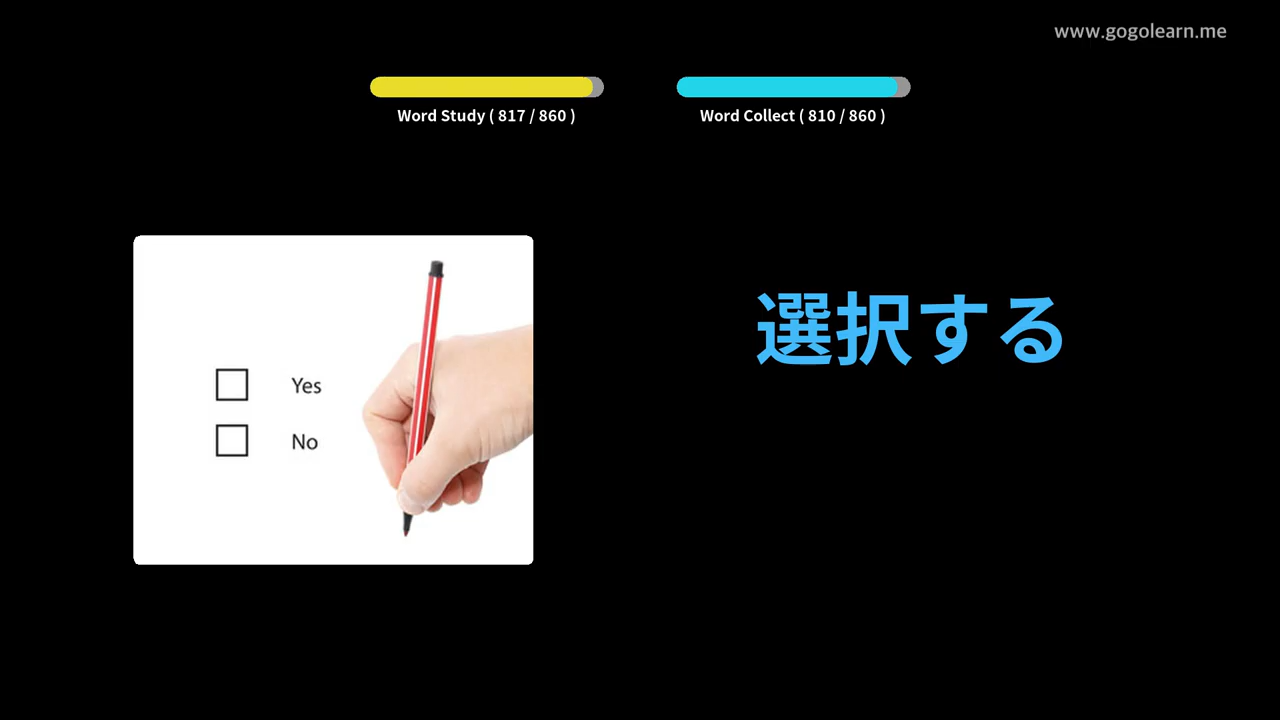 www.gogolearn.me
Word Study ( 817 / 860 )
Word Collect ( 810 / 860 )
選択する
Yes
No